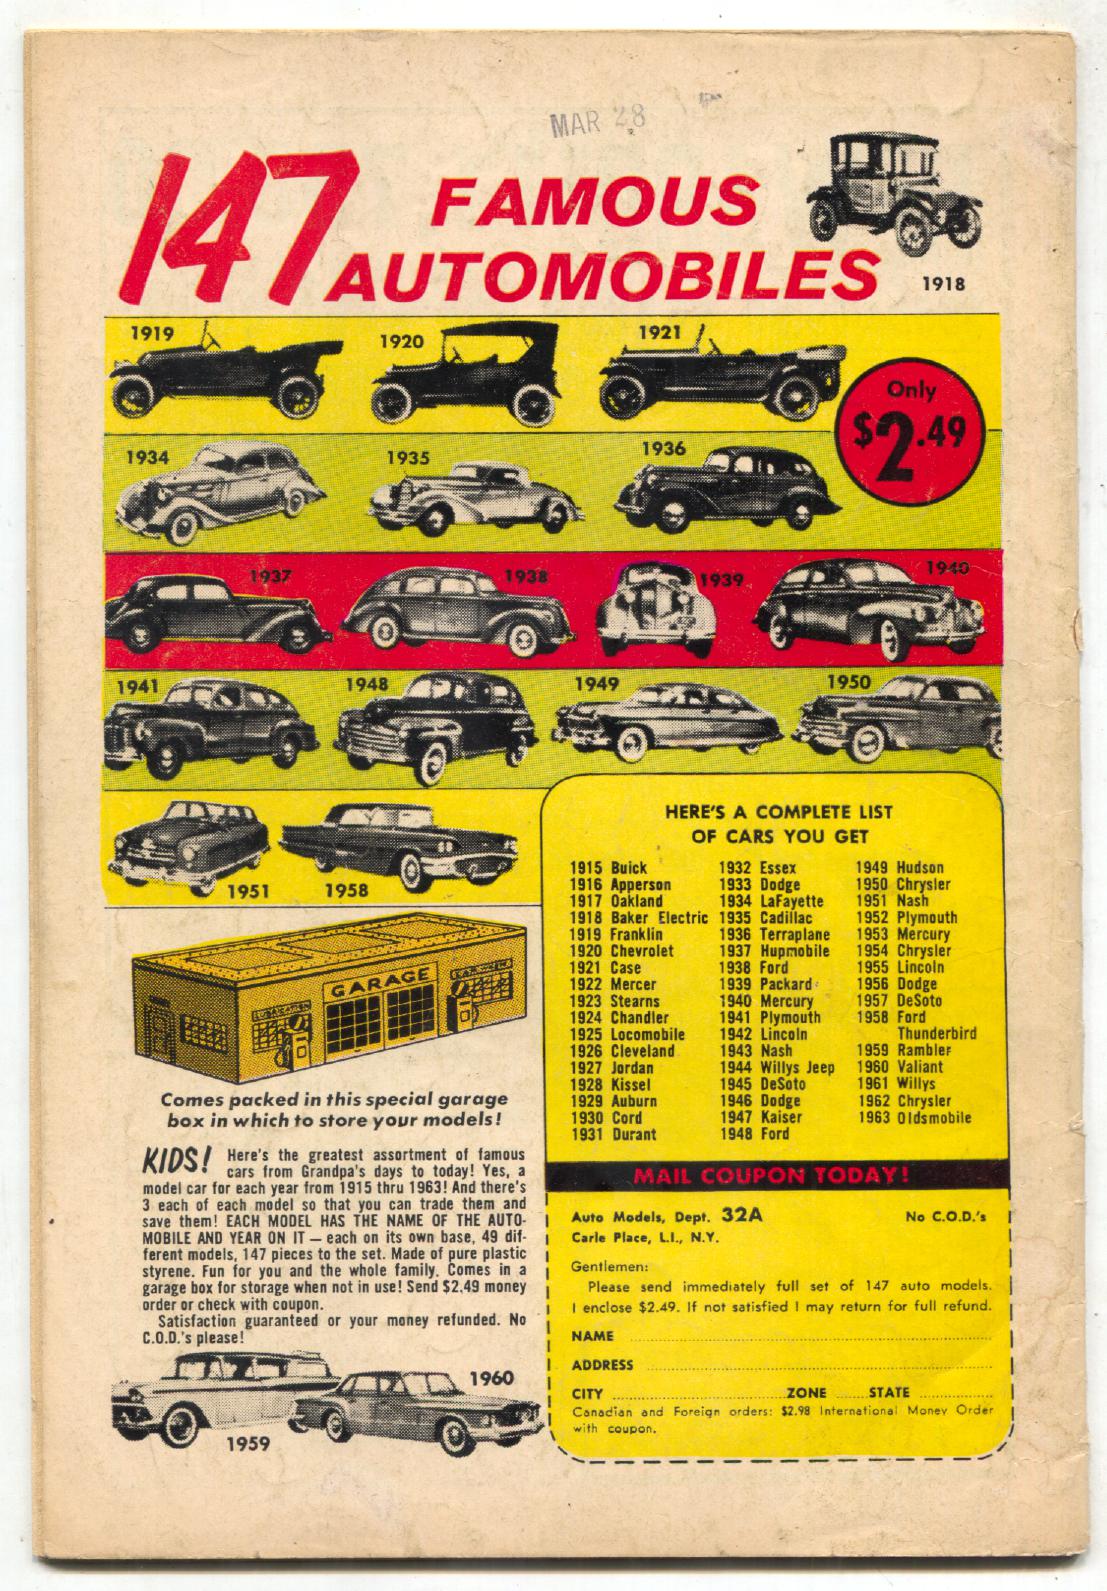 MAR 28
147 FAMOUS
AUTOMOBILES
1918
1919
1920
1921
Only
$2.49
1934
1935
1936
1937
1938
1939
1940
1941
1948
1949
1950
1951
1958
GARAGE
LUBRICATION
Comes packed in this special garage
box in which to store your models!
KIDS! Here's the greatest assortment of famous
cars from Grandpa's days to today! Yes, a
model car for each year from 1915 thru 1963! And there's
3 each of each model so that you can trade them and
save them! EACH MODEL HAS THE NAME OF THE AUTO-
MOBILE AND YEAR ON IT — each on its own base, 49 dif-
ferent models, 147 pieces to the set. Made of pure plastic
styrene. Fun for you and the whole family. Comes in a
garage box for storage when not in use! Send $2.49 money
order or check with coupon.
Satisfaction guaranteed or your money refunded. No
C.O.D.'s please!
1959
1960
HERE'S A COMPLETE LIST
OF CARS YOU GET
1915 Buick
1916 Apperson
1917 Oakland
1918 Baker Electric
1919 Franklin
1920 Chevrolet
1921 Case
1922 Mercer
1923 Stearns
1924 Chandler
1925 Locomobile
1926 Cleveland
1927 Jordan
1928 Kissel
1929 Auburn
1930 Cord
1931 Durant
1932 Essex
1933 Dodge
1934 LaFayette
1935 Cadillac
1936 Terraplane
1937 Hupmobile
1938 Ford
1939 Packard
1940 Mercury
1941 Plymouth
1942 Lincoln
1943 Nash
1944 Willys Jeep
1945 DeSoto
1946 Dodge
1947 Kaiser
1948 Ford
1949 Hudson
1950 Chrysler
1951 Nash
1952 Plymouth
1953 Mercury
1954 Chrysler
1955 Lincoln
1956 Dodge
1957 DeSoto
1958 Ford
Thunderbird
1959 Rambler
1960 Valiant
1961 Willys
1962 Chrysler
1963 Oldsmobile
MAIL COUPON TODAY!
Auto Models, Dept. 32A No C.O.D.'s
Carle Place, L.I., N.Y.
Gentlemen:
Please send immediately full set of 147 auto models.
I enclose $2.49. If not satisfied I may return for full refund.
NAME
ADDRESS
CITY ZONE STATE
Canadian and Foreign orders: $2.98 International Money Order
with coupon.